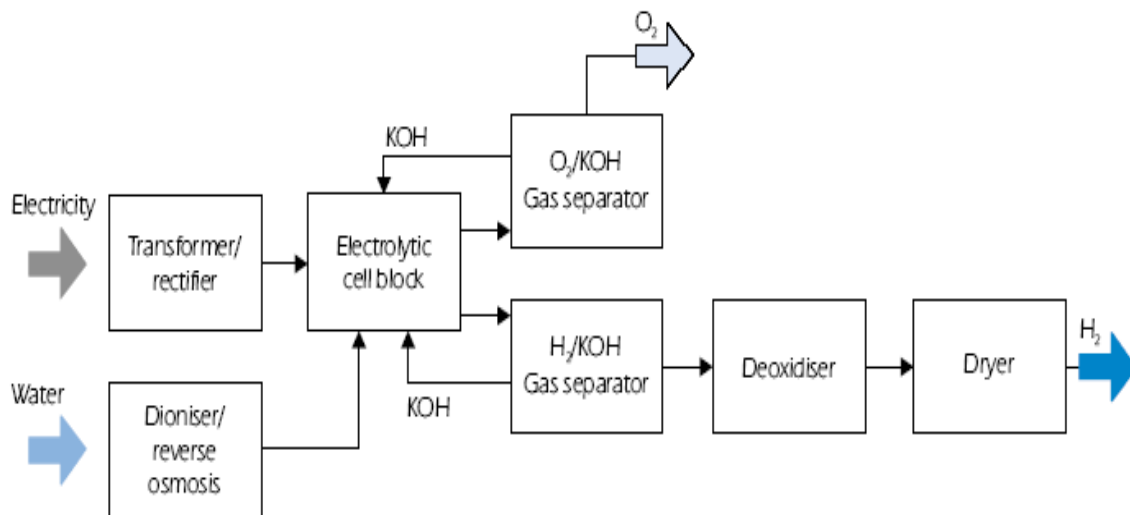 O₂
KOH
O₂/KOH
Gas separator
Electricity
Transformer/
rectifier
Electrolytic
cell block
H₂/KOH
Gas separator
Deoxidiser
Dryer
H₂
Water
KOH
Dioniser/
reverse
osmosis